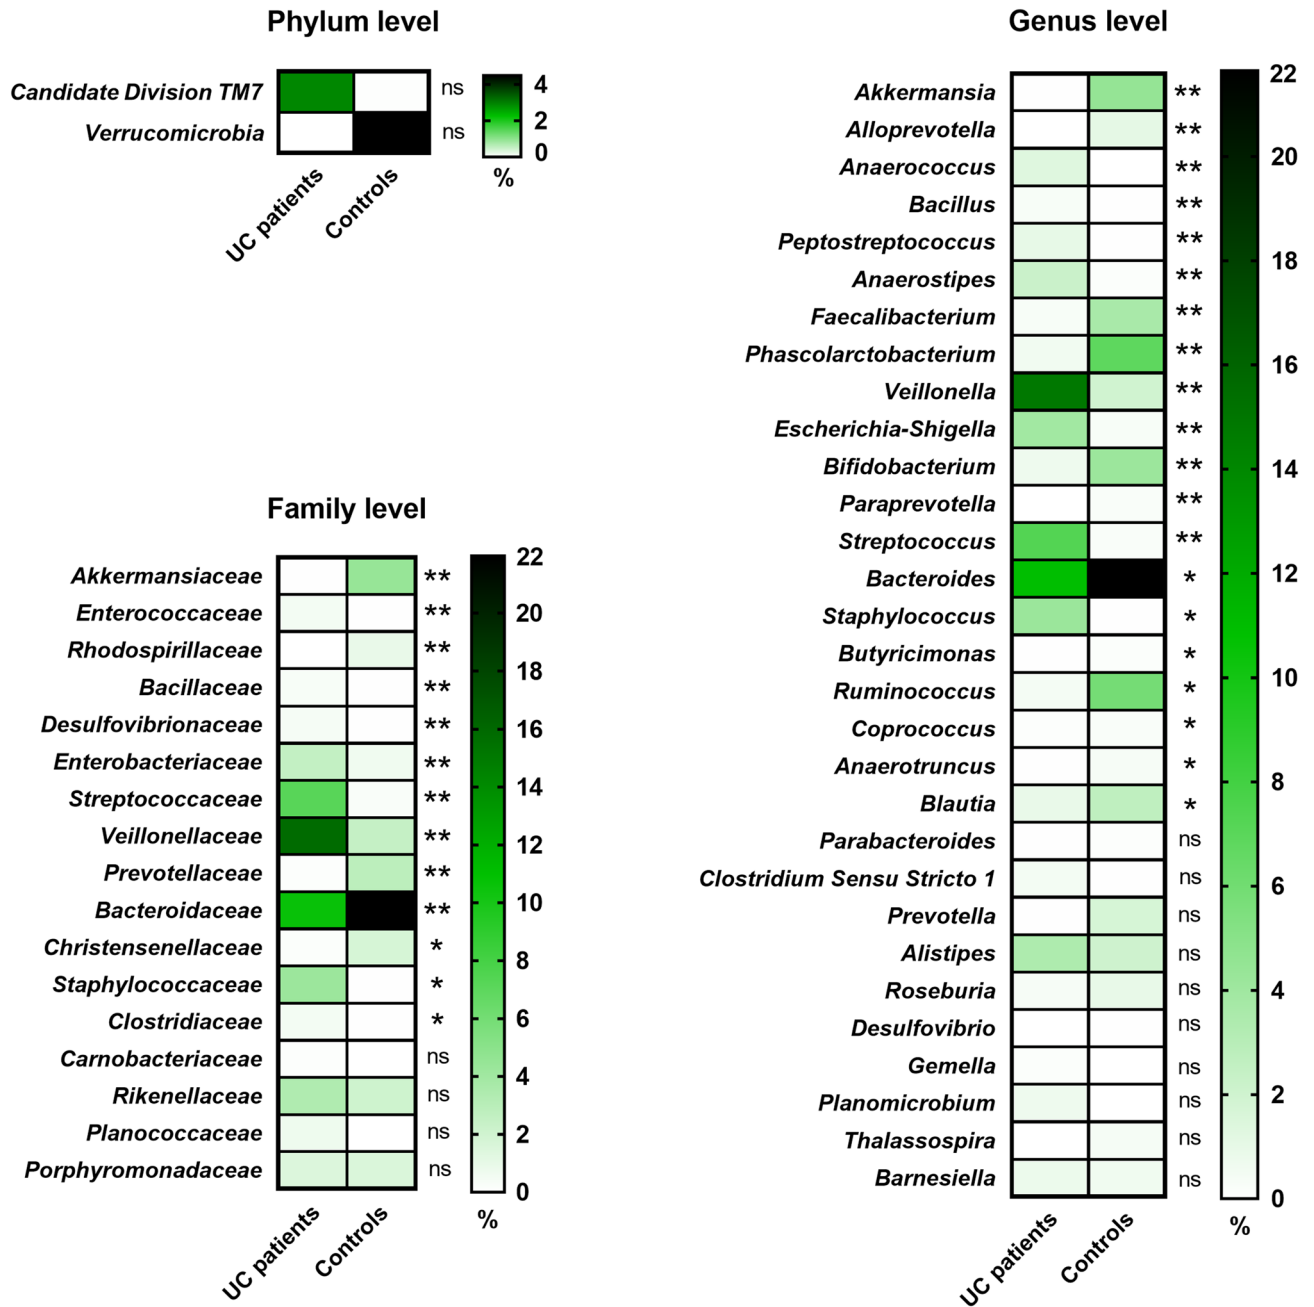 Phylum level
Candidate Division TM7 ns
Verrucomicrobia ns
4
2
0
%
UC patients
Controls
Family level
Akkermansiaceae **
Enterococcaceae **
Rhodospirillaceae **
Bacillaceae **
Desulfovibrionaceae **
Enterobacteriaceae **
Streptococcaceae **
Veillonellaceae **
Prevotellaceae **
Bacteroidaceae **
Christensenellaceae *
Staphylococcaceae *
Clostridiaceae *
Carnobacteriaceae ns
Rikenellaceae ns
Planococcaceae ns
Porphyromonadaceae ns
22
20
18
16
14
12
10
8
6
4
2
0
%
UC patients
Controls
Genus level
Akkermansia **
Alloprevotella **
Anaerococcus **
Bacillus **
Peptostreptococcus **
Anaerostipes **
Faecalibacterium **
Phascolarctobacterium **
Veillonella **
Escherichia-Shigella **
Bifidobacterium **
Paraprevotella **
Streptococcus **
Bacteroides *
Staphylococcus *
Butyricimonas *
Ruminococcus *
Coprococcus *
Anaerotruncus *
Blautia *
Parabacteroides ns
Clostridium Sensu Stricto 1 ns
Prevotella ns
Alistipes ns
Roseburia ns
Desulfovibrio ns
Gemella ns
Planomicrobium ns
Thalassospira ns
Barnesiella ns
22
20
18
16
14
12
10
8
6
4
2
0
%
UC patients
Controls